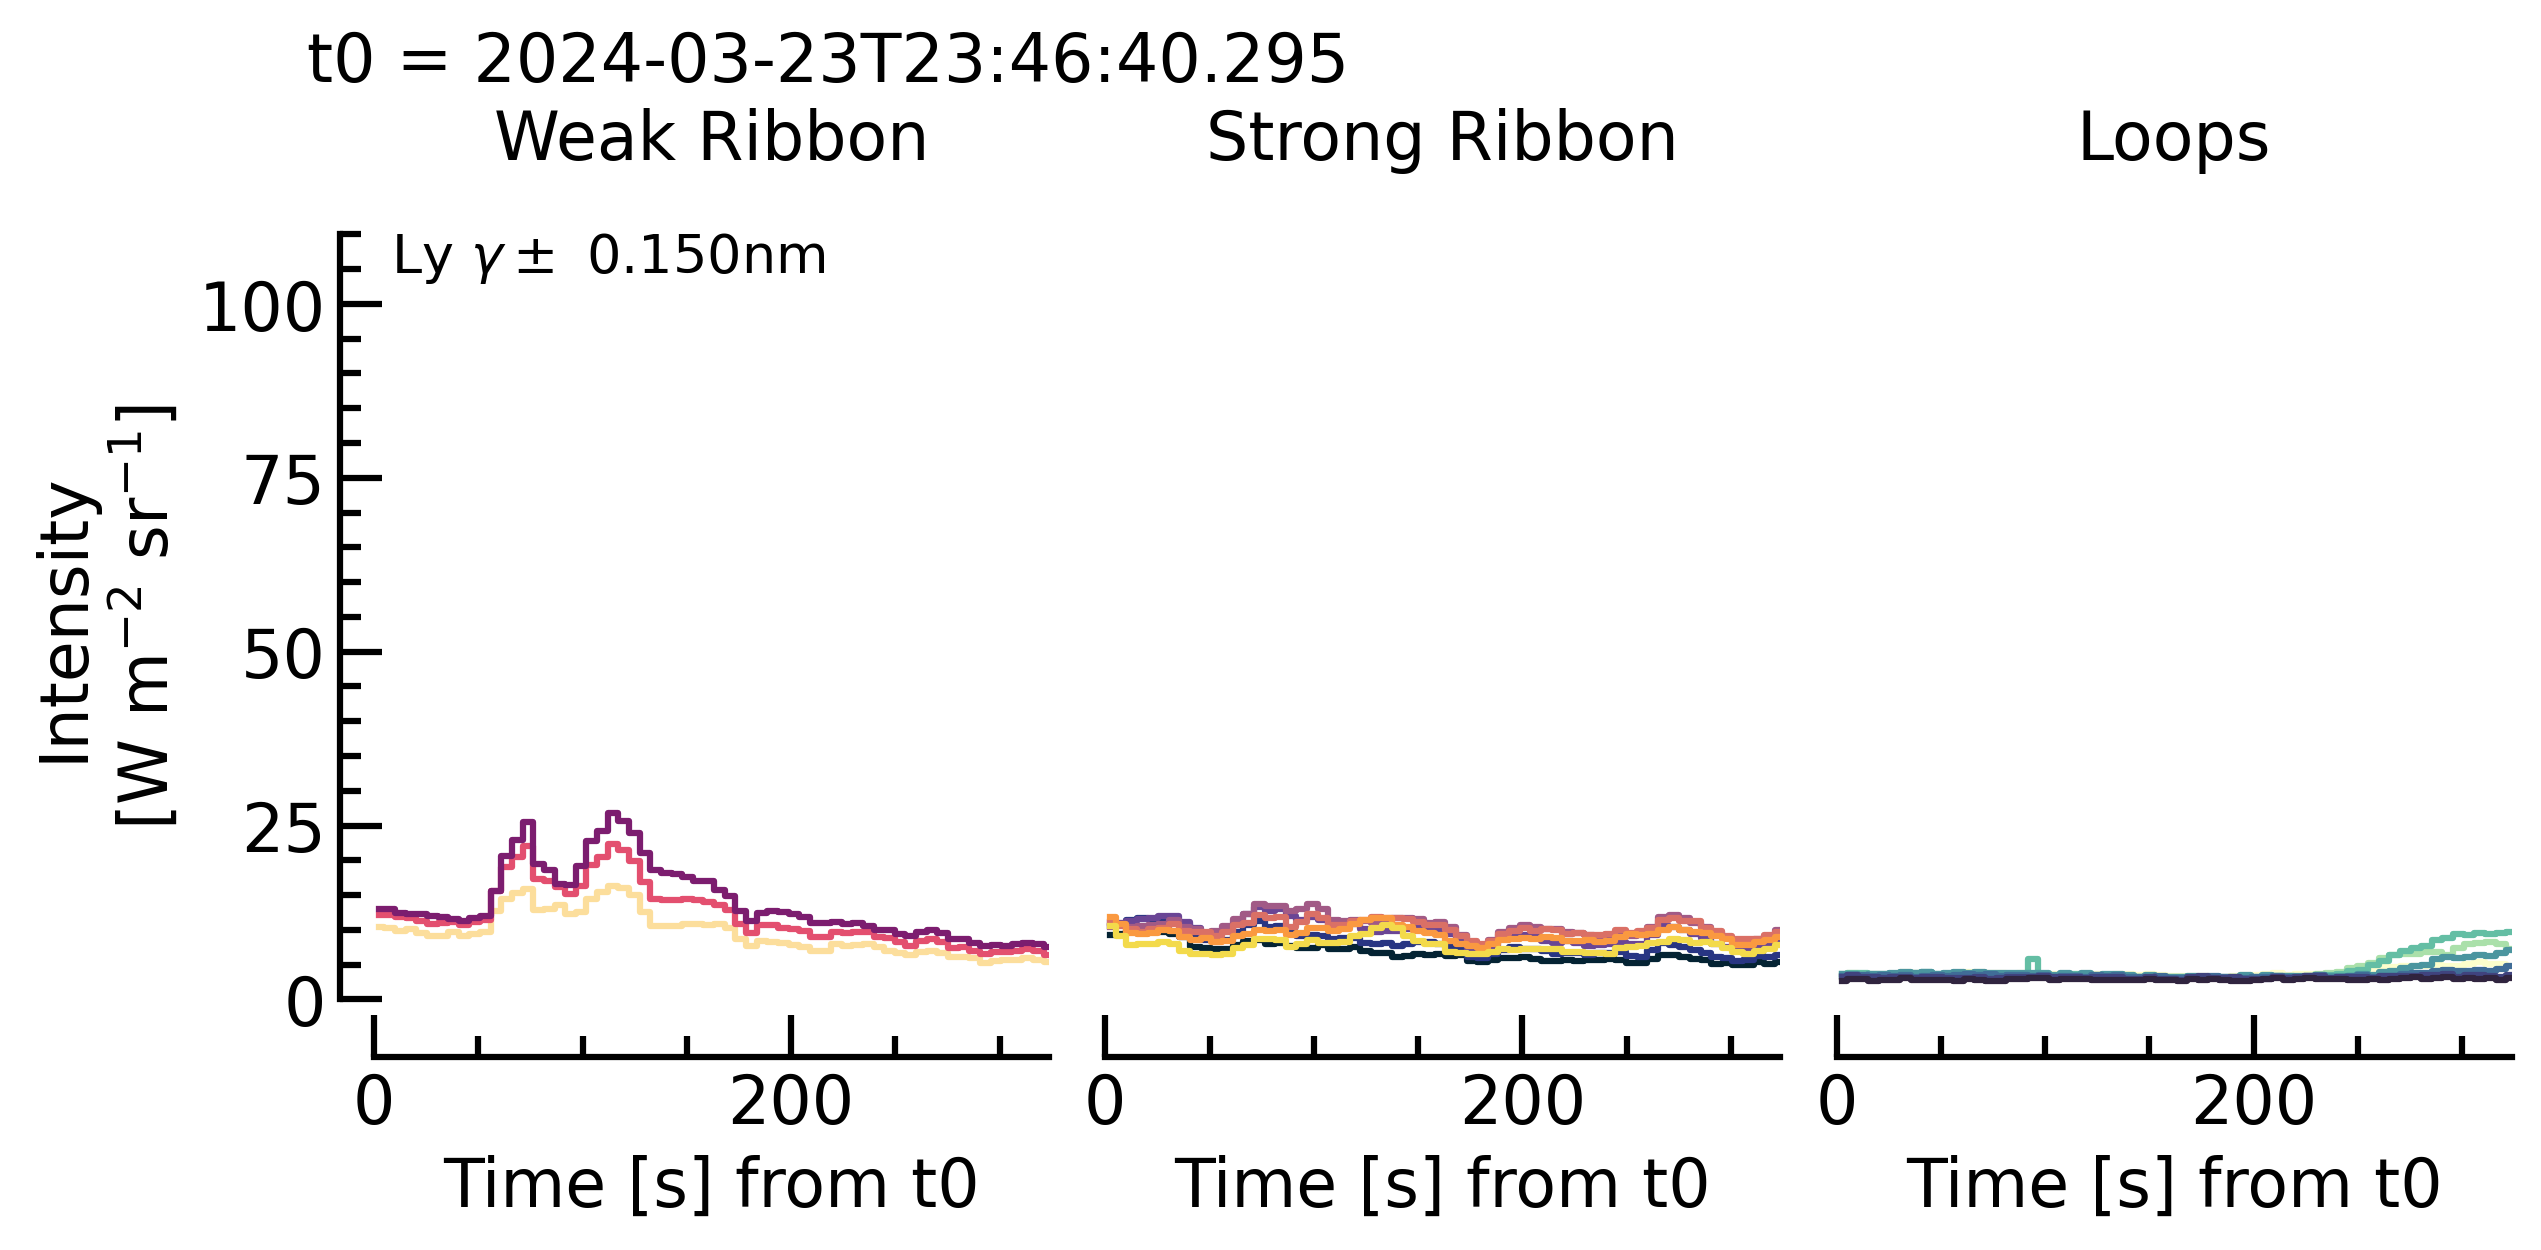 t0 = 2024-03-23T23:46:40.295
Weak Ribbon
Strong Ribbon
Loops
Ly γ ± 0.150nm
Intensity
[W m⁻² sr⁻¹]
100
75
50
25
0
0 200
0 200
0 200
Time [s] from t0
Time [s] from t0
Time [s] from t0